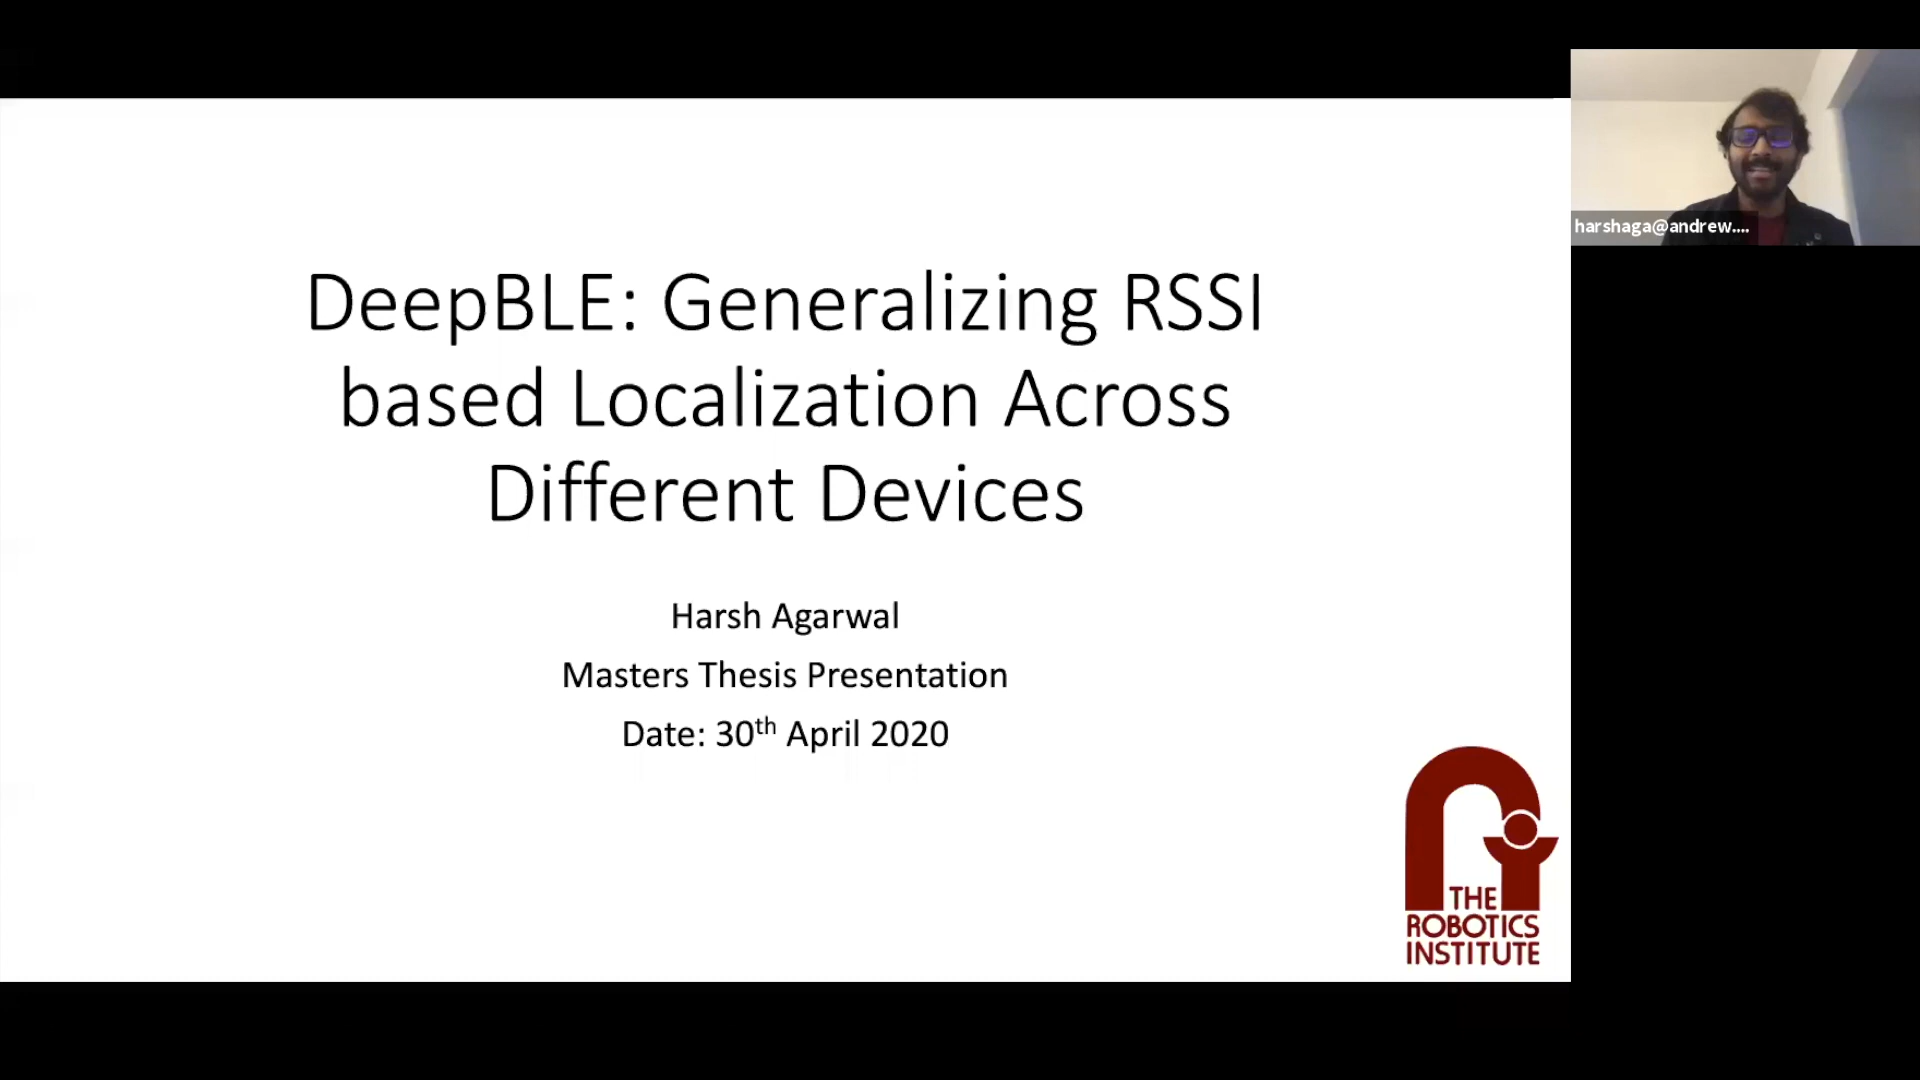 DeepBLE: Generalizing RSSI
based Localization Across
Different Devices
Harsh Agarwal
Masters Thesis Presentation
Date: 30th April 2020
THE
ROBOTICS
INSTITUTE
harshaga@andrew....